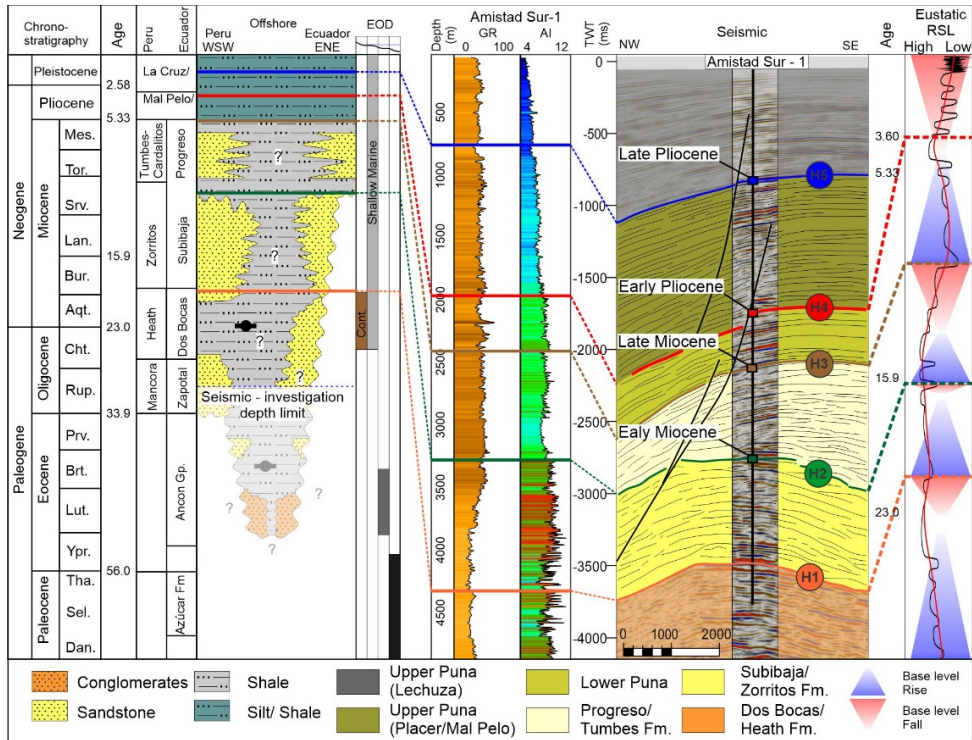 Chrono-
stratigraphy
Age
Peru
Ecuador
Offshore
Peru
WSW
Ecuador
ENE
EOD
Amistad Sur-1
Depth
(m)
GR
0 100
AI
4 12
TWT
(ms)
NW
Seismic
SE
Age
Eustatic
RSL
High
Low
Neogene
Paleogene
Pleistocene
Pliocene
Miocene
Oligocene
Eocene
Paleocene
Mes.
Tor.
Srv.
Lan.
Bur.
Aqt.
Cht.
Rup.
Prv.
Brt.
Lut.
Ypr.
Tha.
Sel.
Dan.
2.58
5.33
15.9
23.0
33.9
56.0
La Cruz/
Mal Pelo/
Tumbes-
Cardalitos
Progreso
Zorritos
Subibaja
Heath
Dos Bocas
Mancora
Zapotal
Ancon Gp.
Azúcar Fm
?
?
?
?
Seismic - investigation
depth limit
?
?
?
Cont.
Shallow Marine
500
1000
1500
2000
2500
3000
3500
4000
4500
0
-500
-1000
-1500
-2000
-2500
-3000
-3500
-4000
Amistad Sur - 1
Late Pliocene
H5
Early Pliocene
H4
Late Miocene
H3
Ealy Miocene
H2
H1
0 1000 2000
3.60
5.33
15.9
23.0
Conglomerates
Sandstone
Shale
Silt/ Shale
Upper Puna
(Lechuza)
Upper Puna
(Placer/Mal Pelo)
Lower Puna
Progreso/
Tumbes Fm.
Subibaja/
Zorritos Fm.
Dos Bocas/
Heath Fm.
Base level
Rise
Base level
Fall